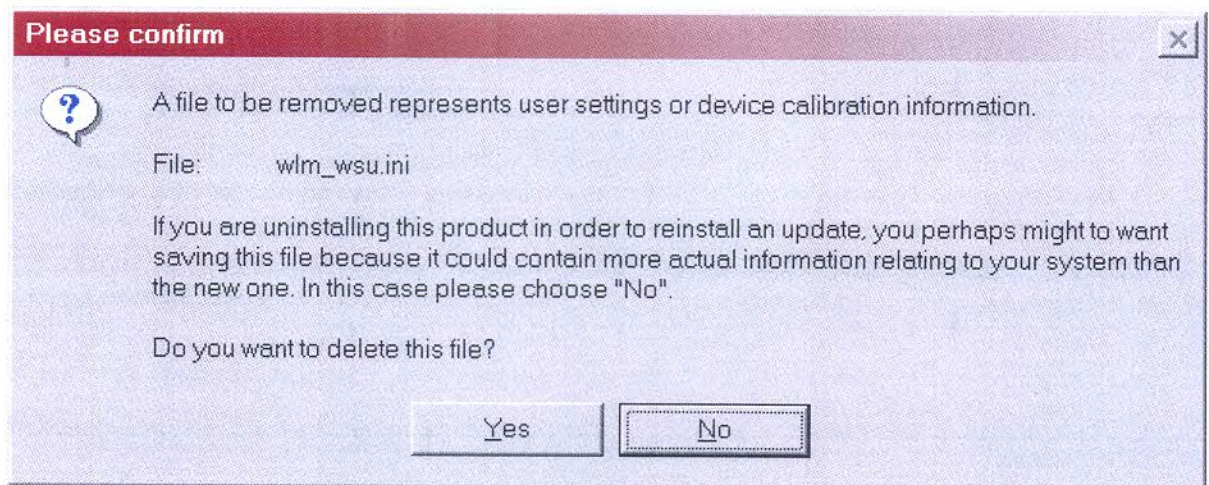 Please confirm
A file to be removed represents user settings or device calibration information.
File: wlm_wsu.ini
If you are uninstalling this product in order to reinstall an update, you perhaps might to want
saving this file because it could contain more actual information relating to your system than
the new one. In this case please choose "No".
Do you want to delete this file?
Yes No